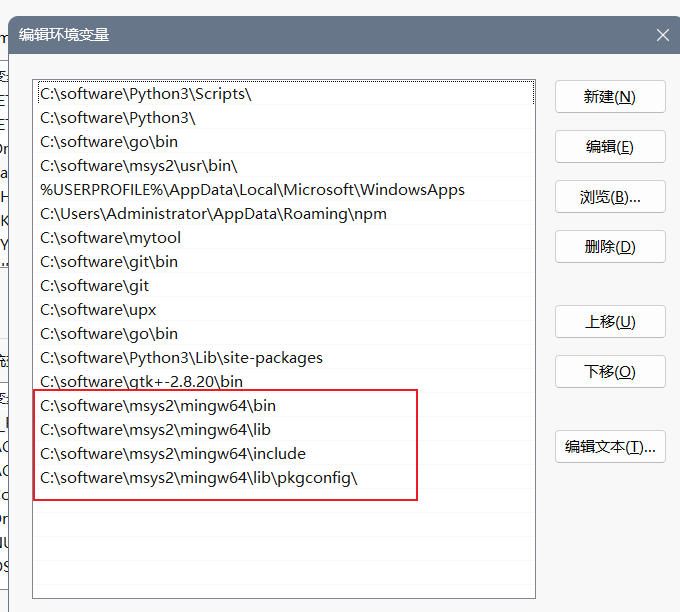 编辑环境变量
C:\software\Python3\Scripts\
C:\software\Python3\
C:\software\go\bin
C:\software\msys2\usr\bin\
%USERPROFILE%\AppData\Local\Microsoft\WindowsApps
C:\Users\Administrator\AppData\Roaming\npm
C:\software\mytool
C:\software\git\bin
C:\software\git
C:\software\upx
C:\software\go\bin
C:\software\Python3\Lib\site-packages
C:\software\gtk+-2.8.20\bin
C:\software\msys2\mingw64\bin
C:\software\msys2\mingw64\lib
C:\software\msys2\mingw64\include
C:\software\msys2\mingw64\lib\pkgconfig\
新建(N)
编辑(E)
浏览(B)...
删除(D)
上移(U)
下移(O)
编辑文本(T)...